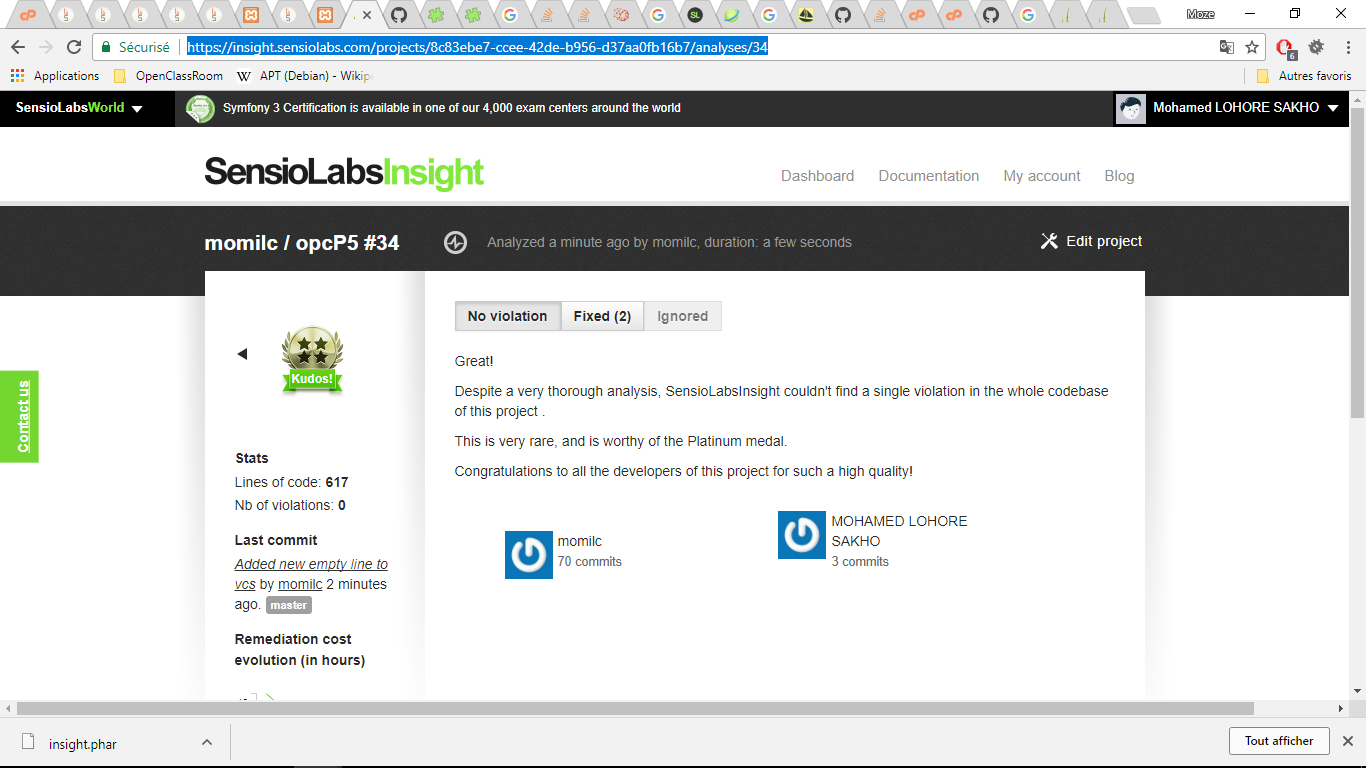 Moze
Sécurisé
https://insight.sensiolabs.com/projects/8c83ebe7-ccee-42de-b956-d37aa0fb16b7/analyses/34
6
Applications
OpenClassRoom
W APT (Debian) - Wikip
Autres favoris
SensioLabsWorld
Symfony 3 Certification is available in one of our 4,000 exam centers around the world
Mohamed LOHORE SAKHO
SensioLabsInsight
Dashboard
Documentation
My account
Blog
momilc / opcP5 #34
Analyzed a minute ago by momilc, duration: a few seconds
Edit project
Contact us
Kudos!
No violation
Fixed (2)
Ignored
Great!
Despite a very thorough analysis, SensioLabsInsight couldn't find a single violation in the whole codebase
of this project .
This is very rare, and is worthy of the Platinum medal.
Congratulations to all the developers of this project for such a high quality!
Stats
Lines of code: 617
Nb of violations: 0
Last commit
Added new empty line to
vcs by momilc 2 minutes
ago. master
Remediation cost
evolution (in hours)
momilc
70 commits
MOHAMED LOHORE
SAKHO
3 commits
insight.phar
Tout afficher